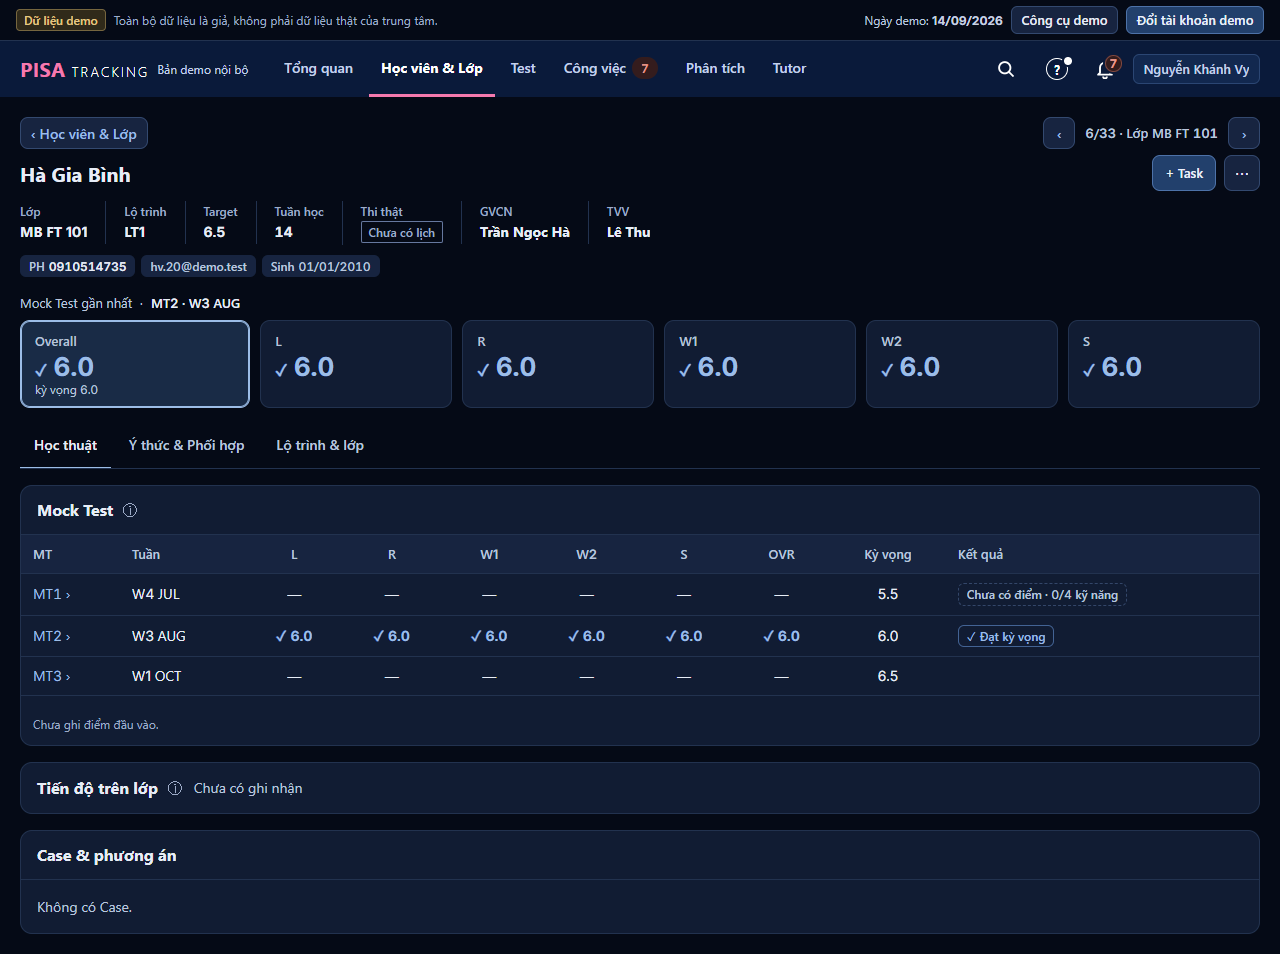 Dữ liệu demo Toàn bộ dữ liệu là giả, không phải dữ liệu thật của trung tâm. Ngày demo: 14/09/2026 Công cụ demo Đổi tài khoản demo
PISA TRACKING Bản demo nội bộ Tổng quan Học viên & Lớp Test Công việc 7 Phân tích Tutor ? 7 Nguyễn Khánh Vy
‹ Học viên & Lớp ‹ 6/33 · Lớp MB FT 101 ›
Hà Gia Bình + Task ···
Lớp Lộ trình Target Tuần học Thi thật GVCN TVV
MB FT 101 LT1 6.5 14 Chưa có lịch Trần Ngọc Hà Lê Thu
PH 0910514735 hv.20@demo.test Sinh 01/01/2010
Mock Test gần nhất · MT2 · W3 AUG
Overall L R W1 W2 S
✓ 6.0 ✓ 6.0 ✓ 6.0 ✓ 6.0 ✓ 6.0 ✓ 6.0
kỳ vọng 6.0
Học thuật Ý thức & Phối hợp Lộ trình & lớp
Mock Test ⓘ
MT Tuần L R W1 W2 S OVR Kỳ vọng Kết quả
MT1 › W4 JUL — — — — — — 5.5 Chưa có điểm · 0/4 kỹ năng
MT2 › W3 AUG ✓ 6.0 ✓ 6.0 ✓ 6.0 ✓ 6.0 ✓ 6.0 ✓ 6.0 6.0 ✓ Đạt kỳ vọng
MT3 › W1 OCT — — — — — — 6.5
Chưa ghi điểm đầu vào.
Tiến độ trên lớp ⓘ Chưa có ghi nhận
Case & phương án
Không có Case.